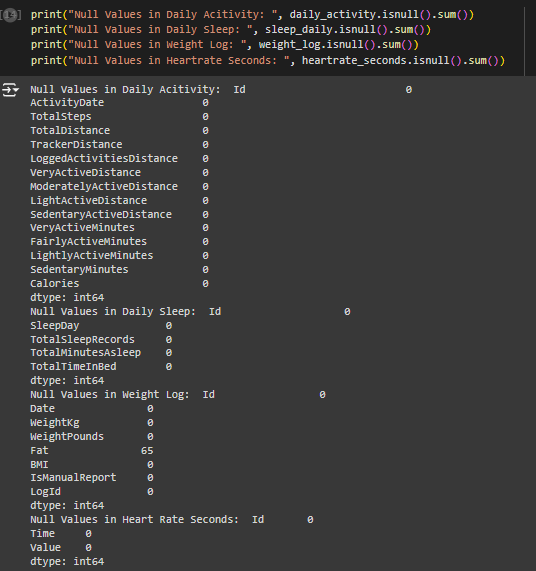 print("Null Values in Daily Acitivity: ", daily_activity.isnull().sum())
print("Null Values in Daily Sleep: ", sleep_daily.isnull().sum())
print("Null Values in Weight Log: ", weight_log.isnull().sum())
print("Null Values in Heartrate Seconds: ", heartrate_seconds.isnull().sum())
Null Values in Daily Acitivity:  Id                          0
ActivityDate                0
TotalSteps                  0
TotalDistance               0
TrackerDistance             0
LoggedActivitiesDistance    0
VeryActiveDistance          0
ModeratelyActiveDistance    0
LightActiveDistance         0
SedentaryActiveDistance     0
VeryActiveMinutes           0
FairlyActiveMinutes         0
LightlyActiveMinutes        0
SedentaryMinutes            0
Calories                    0
dtype: int64
Null Values in Daily Sleep:  Id                    0
SleepDay              0
TotalSleepRecords     0
TotalMinutesAsleep    0
TotalTimeInBed        0
dtype: int64
Null Values in Weight Log:  Id                 0
Date               0
WeightKg           0
WeightPounds       0
Fat               65
BMI                0
IsManualReport     0
LogId              0
dtype: int64
Null Values in Heart Rate Seconds:  Id       0
Time     0
Value    0
dtype: int64